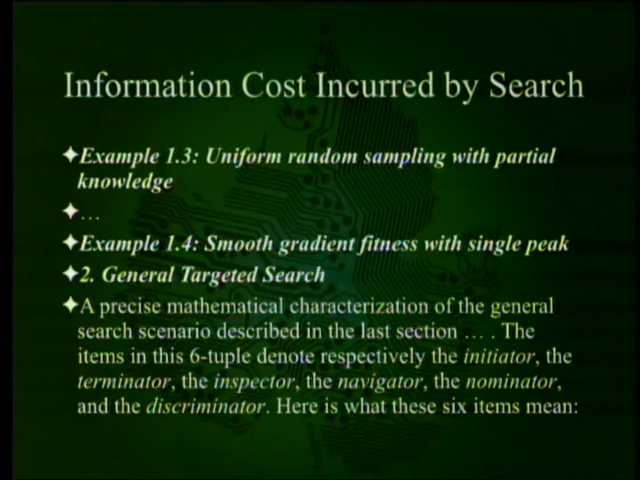 Information Cost Incurred by Search
✦Example 1.3: Uniform random sampling with partial
knowledge
✦…
✦Example 1.4: Smooth gradient fitness with single peak
✦2. General Targeted Search
✦A precise mathematical characterization of the general
search scenario described in the last section … . The
items in this 6-tuple denote respectively the initiator, the
terminator, the inspector, the navigator, the nominator,
and the discriminator. Here is what these six items mean: